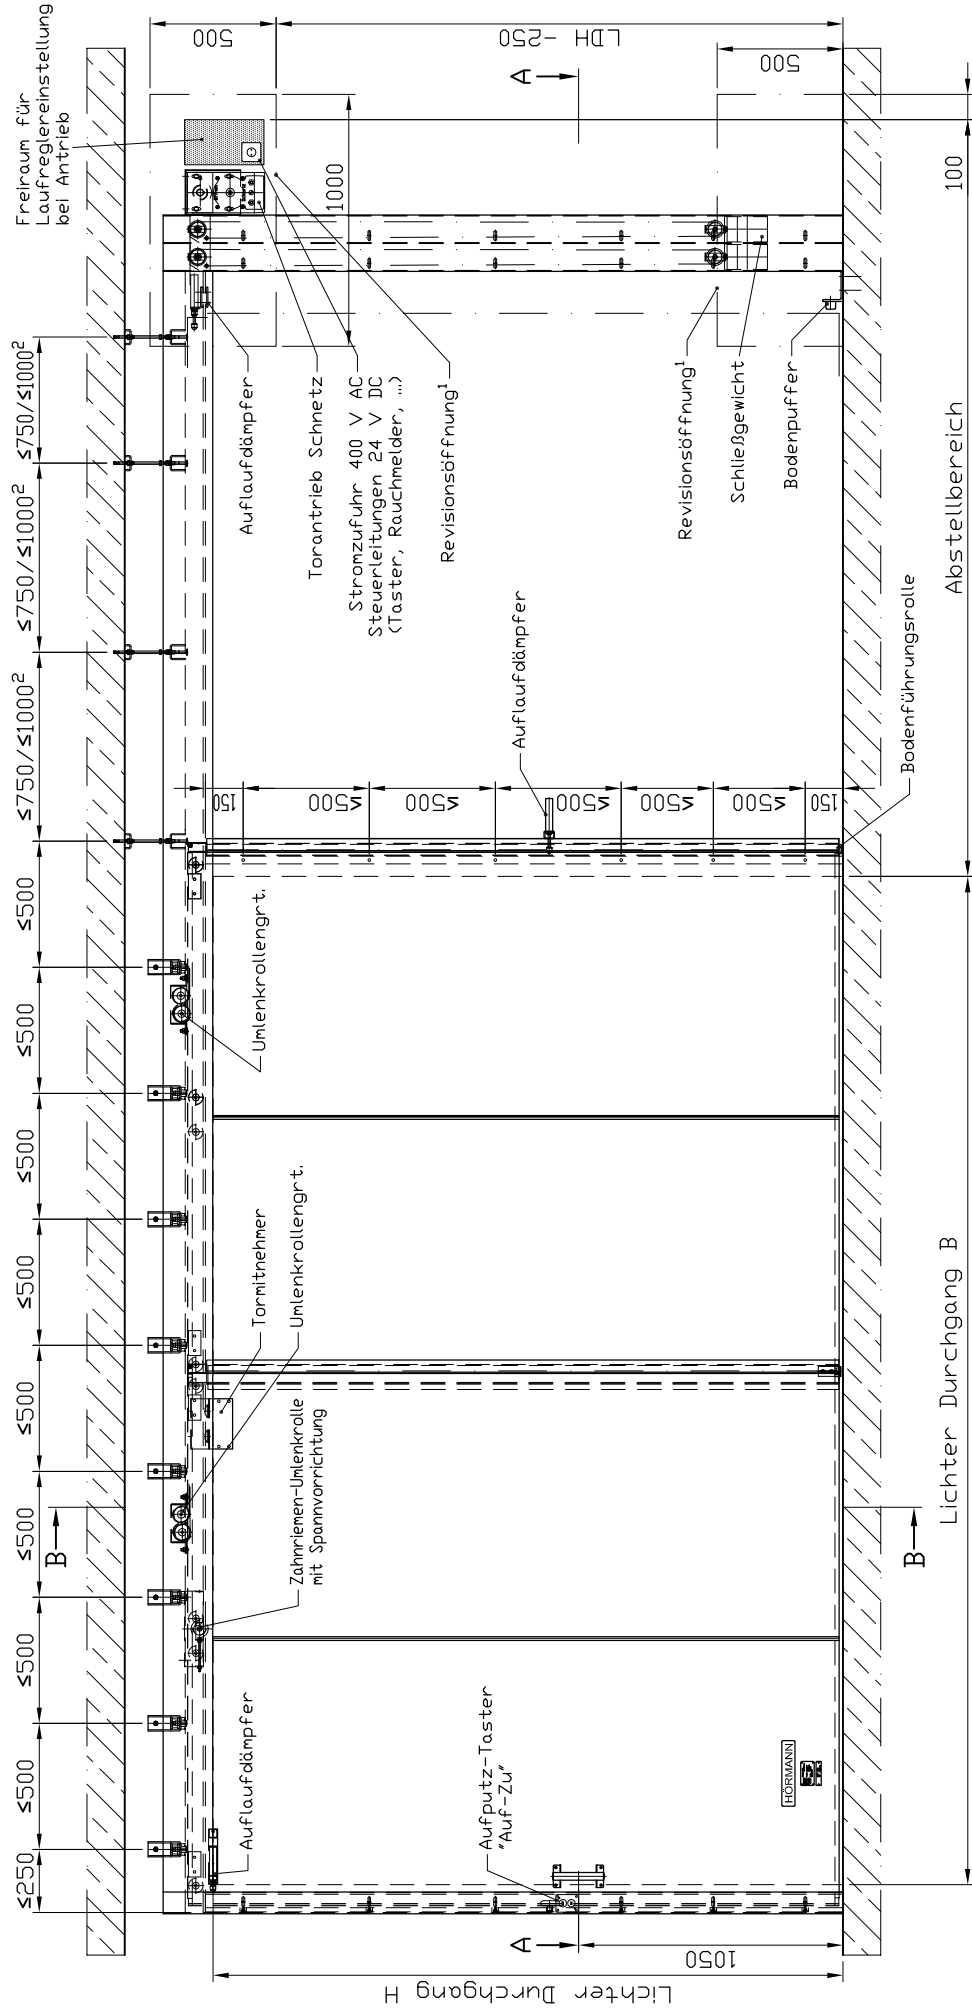 Freiraum für
Laufreglereinstellung
bei Antrieb
500
LDH -250
A
500
1000
100
≤750/≤1000²
≤750/≤1000²
≤750/≤1000²
≤500
≤500
≤500
≤500
≤500
≤500
≤500
≤500
≤250
Auflaufdämpfer
Torantrieb Schnetz
Stromzufuhr 400 V AC
Steuerleitungen 24 V DC
(Taster, Rauchmelder, ...)
Revisionsöffnung¹
Revisionsöffnung¹
Schließgewicht
Bodenpuffer
Abstellbereich
Auflaufdämpfer
Bodenführungsrolle
150
≤500
≤500
≤500
≤500
≤500
150
Umlenkrollengrt.
Tormitnehmer
Umlenkrollengrt.
Zahnriemen-Umlenkrolle
mit Spannvorrichtung
B
B
Lichter Durchgang B
Auflaufdämpfer
Aufputz-Taster
"Auf-Zu"
HÖRMANN
A
1050
Lichter Durchgang H